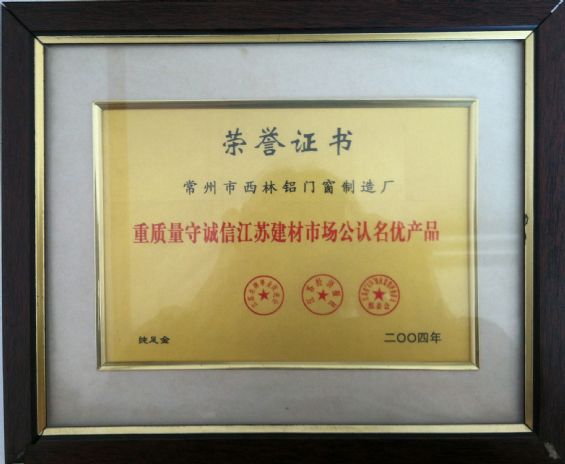 荣誉证书
常州市西林铝门窗制造厂
重质量守诚信江苏建材市场公认名优产品
纯足金
二〇〇四年